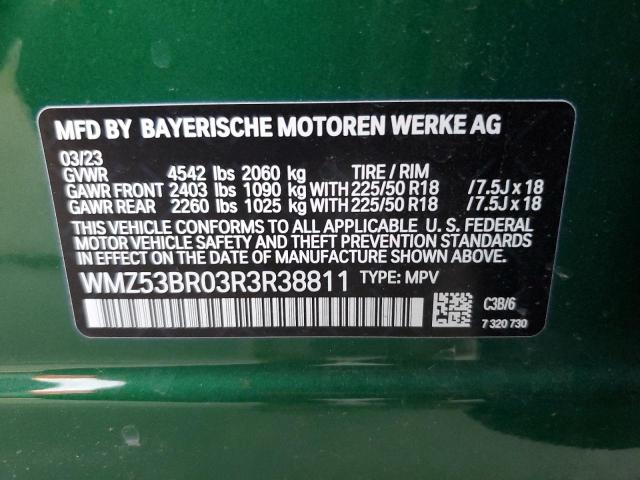 MFD BY BAYERISCHE MOTOREN WERKE AG
03/23
GVWR 4542 lbs 2060 kg TIRE / RIM
GAWR FRONT 2403 lbs 1090 kg WITH 225/50 R18 /7.5J x 18
GAWR REAR 2260 lbs 1025 kg WITH 225/50 R18 /7.5J x 18
THIS VEHICLE CONFORMS TO ALL APPLICABLE U. S. FEDERAL
MOTOR VEHICLE SAFETY AND THEFT PREVENTION
STANDARDS IN EFFECT ON THE DATE OF MANUFACTURE SHOWN ABOVE.
WMZ53BR03R3R38811 TYPE: MPV
C3B/6
7 320 730